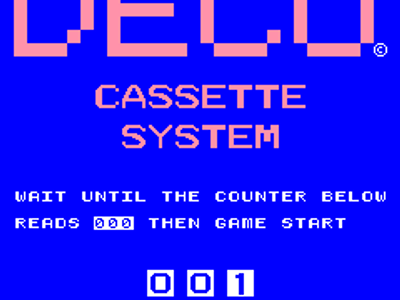 DECO ©
CASSETTE
SYSTEM
WAIT UNTIL THE COUNTER BELOW
READS 000 THEN GAME START
001